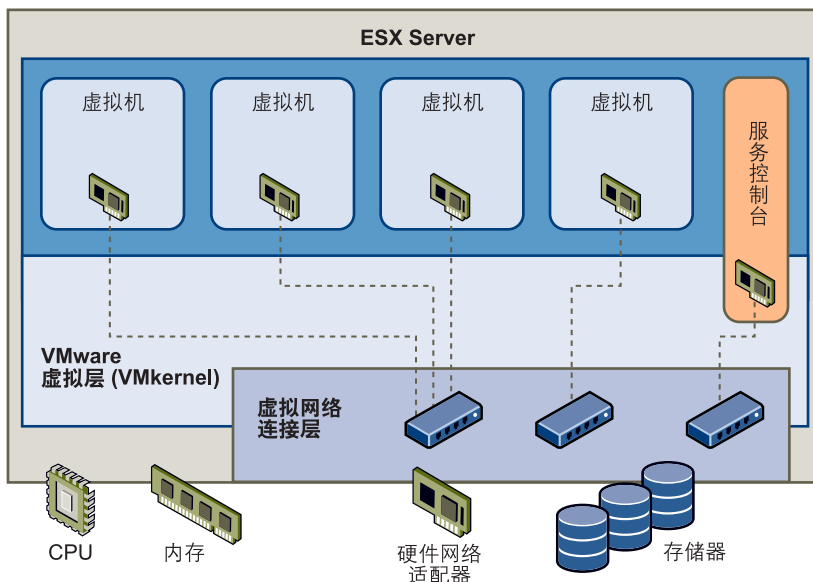 ESX Server
虚拟机
虚拟机
虚拟机
虚拟机
服务控制台
VMware
虚拟层 (VMkernel)
虚拟网络
连接层
CPU
内存
硬件网络
适配器
存储器